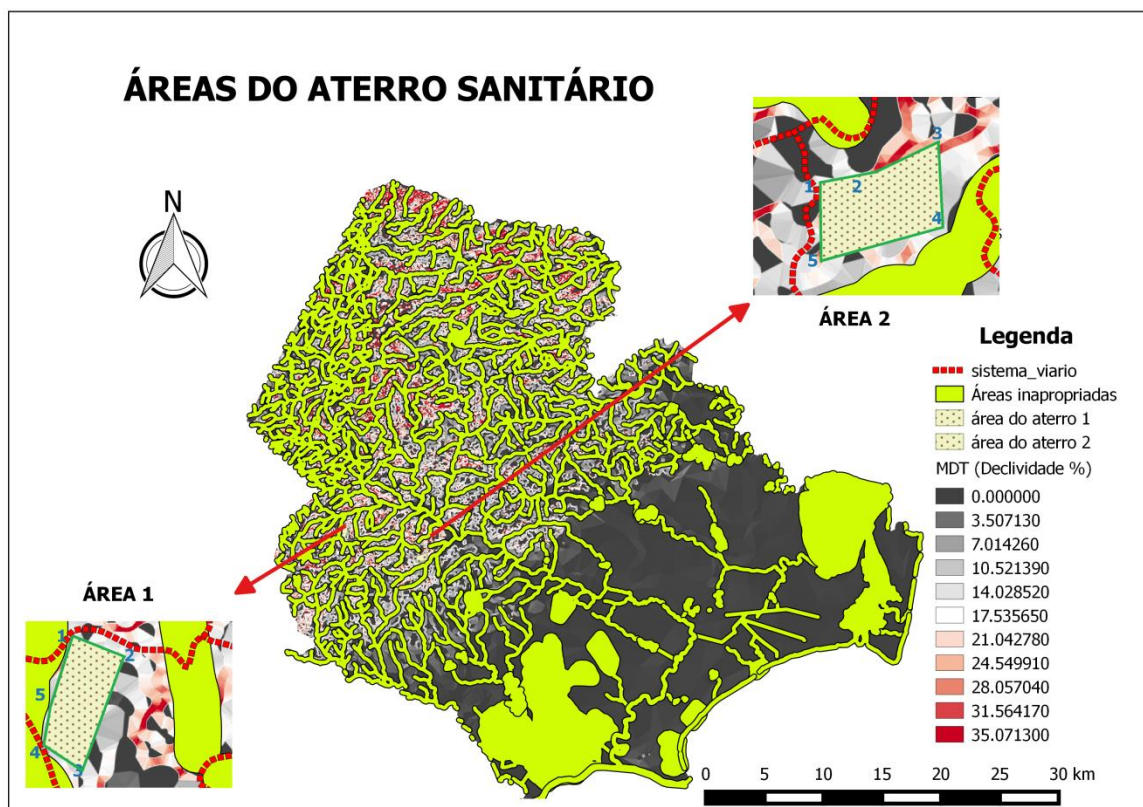 ÁREAS DO ATERRO SANITÁRIO
N
1
2
3
4
5
ÁREA 2
ÁREA 1
1
2
5
4
3
Legenda
sistema_viario
Áreas inapropriadas
área do aterro 1
área do aterro 2
MDT (Declividade %)
0.000000
3.507130
7.014260
10.521390
14.028520
17.535650
21.042780
24.549910
28.057040
31.564170
35.071300
0 5 10 15 20 25 30 km